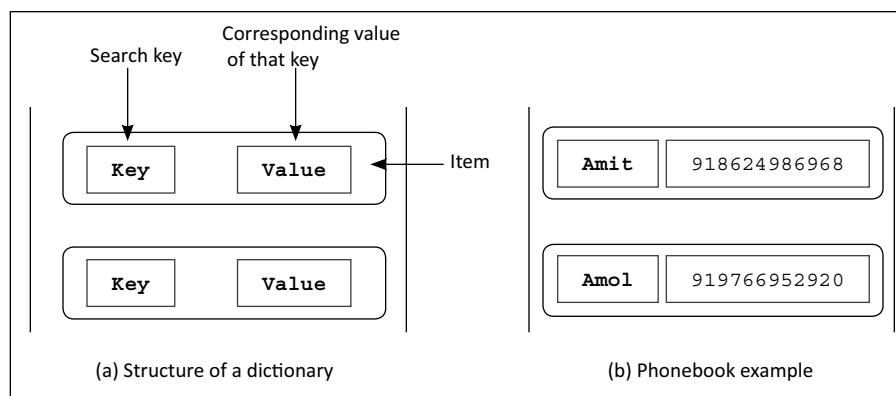 Search key
Corresponding value
of that key
Key
Value
Item
Key
Value
(a) Structure of a dictionary
Amit
918624986968
Amol
919766952920
(b) Phonebook example